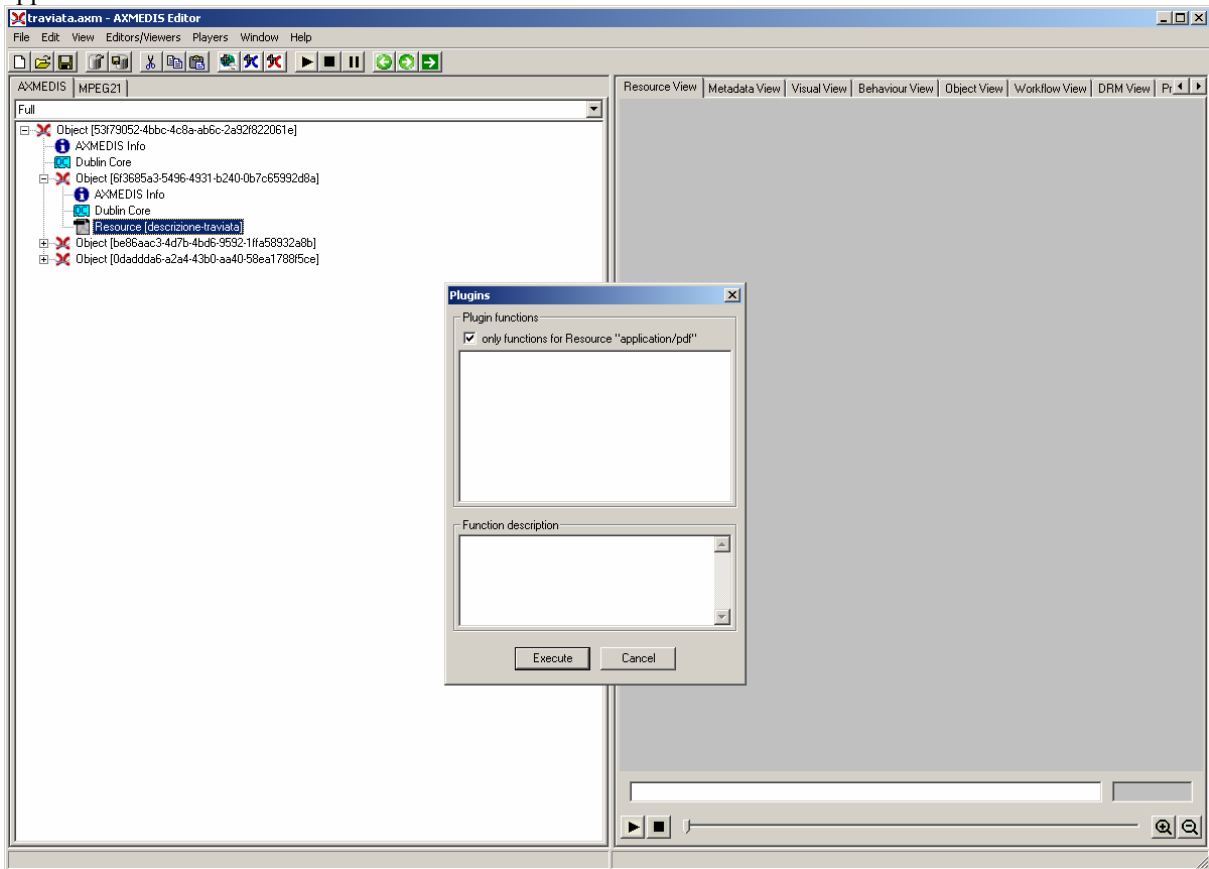 traviata.axm - AXMEDIS Editor
File Edit View Editors/Viewers Players Window Help
AXMEDIS MPEG21
Resource View Metadata View Visual View Behaviour View Object View Workflow View DRM View Pr
Full
Object [53f79052-4bbc-4c8a-ab6c-2a92f822061e]
AXMEDIS Info
Dublin Core
Object [6f3685a3-5496-4931-b240-0b7c65992d8a]
AXMEDIS Info
Dublin Core
Resource [descrizione-traviata]
Object [be86aac3-4d7b-4bd6-9592-1ffa58932a8b]
Object [0daddda6-a2a4-43b0-aa40-58ea1788f5ce]
Plugins
Plugin functions
only functions for Resource "application/pdf"
Function description
Execute Cancel